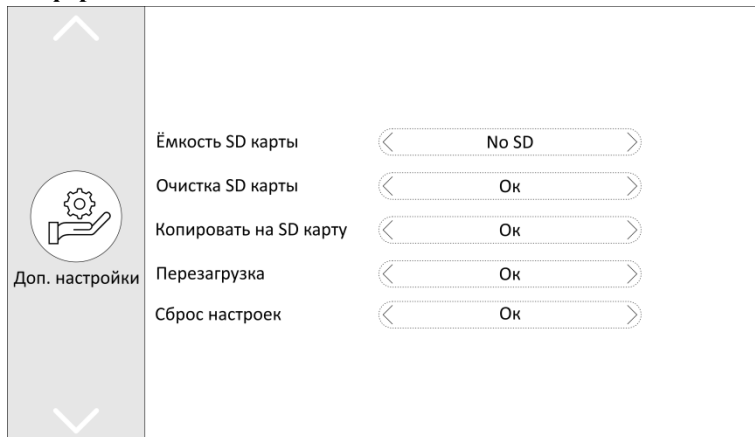 Ёмкость SD карты No SD
Очистка SD карты Ок
Копировать на SD карту Ок
Доп. настройки Перезагрузка Ок
Сброс настроек Ок